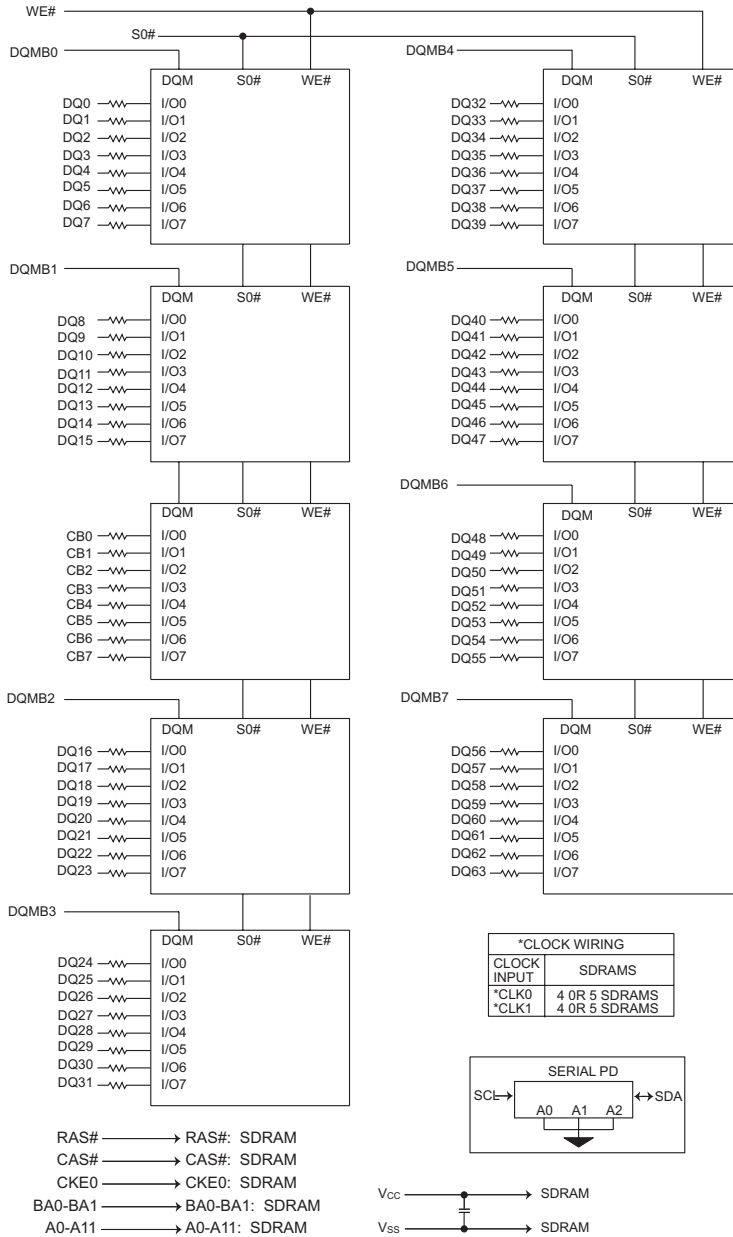 WE#
S0#
DQMB0
DQM S0# WE#
DQ0 I/O0
DQ1 I/O1
DQ2 I/O2
DQ3 I/O3
DQ4 I/O4
DQ5 I/O5
DQ6 I/O6
DQ7 I/O7
DQMB1
DQM S0# WE#
DQ8 I/O0
DQ9 I/O1
DQ10 I/O2
DQ11 I/O3
DQ12 I/O4
DQ13 I/O5
DQ14 I/O6
DQ15 I/O7
DQM S0# WE#
CB0 I/O0
CB1 I/O1
CB2 I/O2
CB3 I/O3
CB4 I/O4
CB5 I/O5
CB6 I/O6
CB7 I/O7
DQMB2
DQM S0# WE#
DQ16 I/O0
DQ17 I/O1
DQ18 I/O2
DQ19 I/O3
DQ20 I/O4
DQ21 I/O5
DQ22 I/O6
DQ23 I/O7
DQMB3
DQM S0# WE#
DQ24 I/O0
DQ25 I/O1
DQ26 I/O2
DQ27 I/O3
DQ28 I/O4
DQ29 I/O5
DQ30 I/O6
DQ31 I/O7
DQMB4
DQM S0# WE#
DQ32 I/O0
DQ33 I/O1
DQ34 I/O2
DQ35 I/O3
DQ36 I/O4
DQ37 I/O5
DQ38 I/O6
DQ39 I/O7
DQMB5
DQM S0# WE#
DQ40 I/O0
DQ41 I/O1
DQ42 I/O2
DQ43 I/O3
DQ44 I/O4
DQ45 I/O5
DQ46 I/O6
DQ47 I/O7
DQMB6
DQM S0# WE#
DQ48 I/O0
DQ49 I/O1
DQ50 I/O2
DQ51 I/O3
DQ52 I/O4
DQ53 I/O5
DQ54 I/O6
DQ55 I/O7
DQMB7
DQM S0# WE#
DQ56 I/O0
DQ57 I/O1
DQ58 I/O2
DQ59 I/O3
DQ60 I/O4
DQ61 I/O5
DQ62 I/O6
DQ63 I/O7
*CLOCK WIRING
CLOCK INPUT SDRAMS
*CLK0 4 0R 5 SDRAMS
*CLK1 4 0R 5 SDRAMS
SERIAL PD
SCL SDA
A0 A1 A2
RAS# RAS#: SDRAM
CAS# CAS#: SDRAM
CKE0 CKE0: SDRAM
BA0-BA1 BA0-BA1: SDRAM
A0-A11 A0-A11: SDRAM
Vcc SDRAM
Vss SDRAM